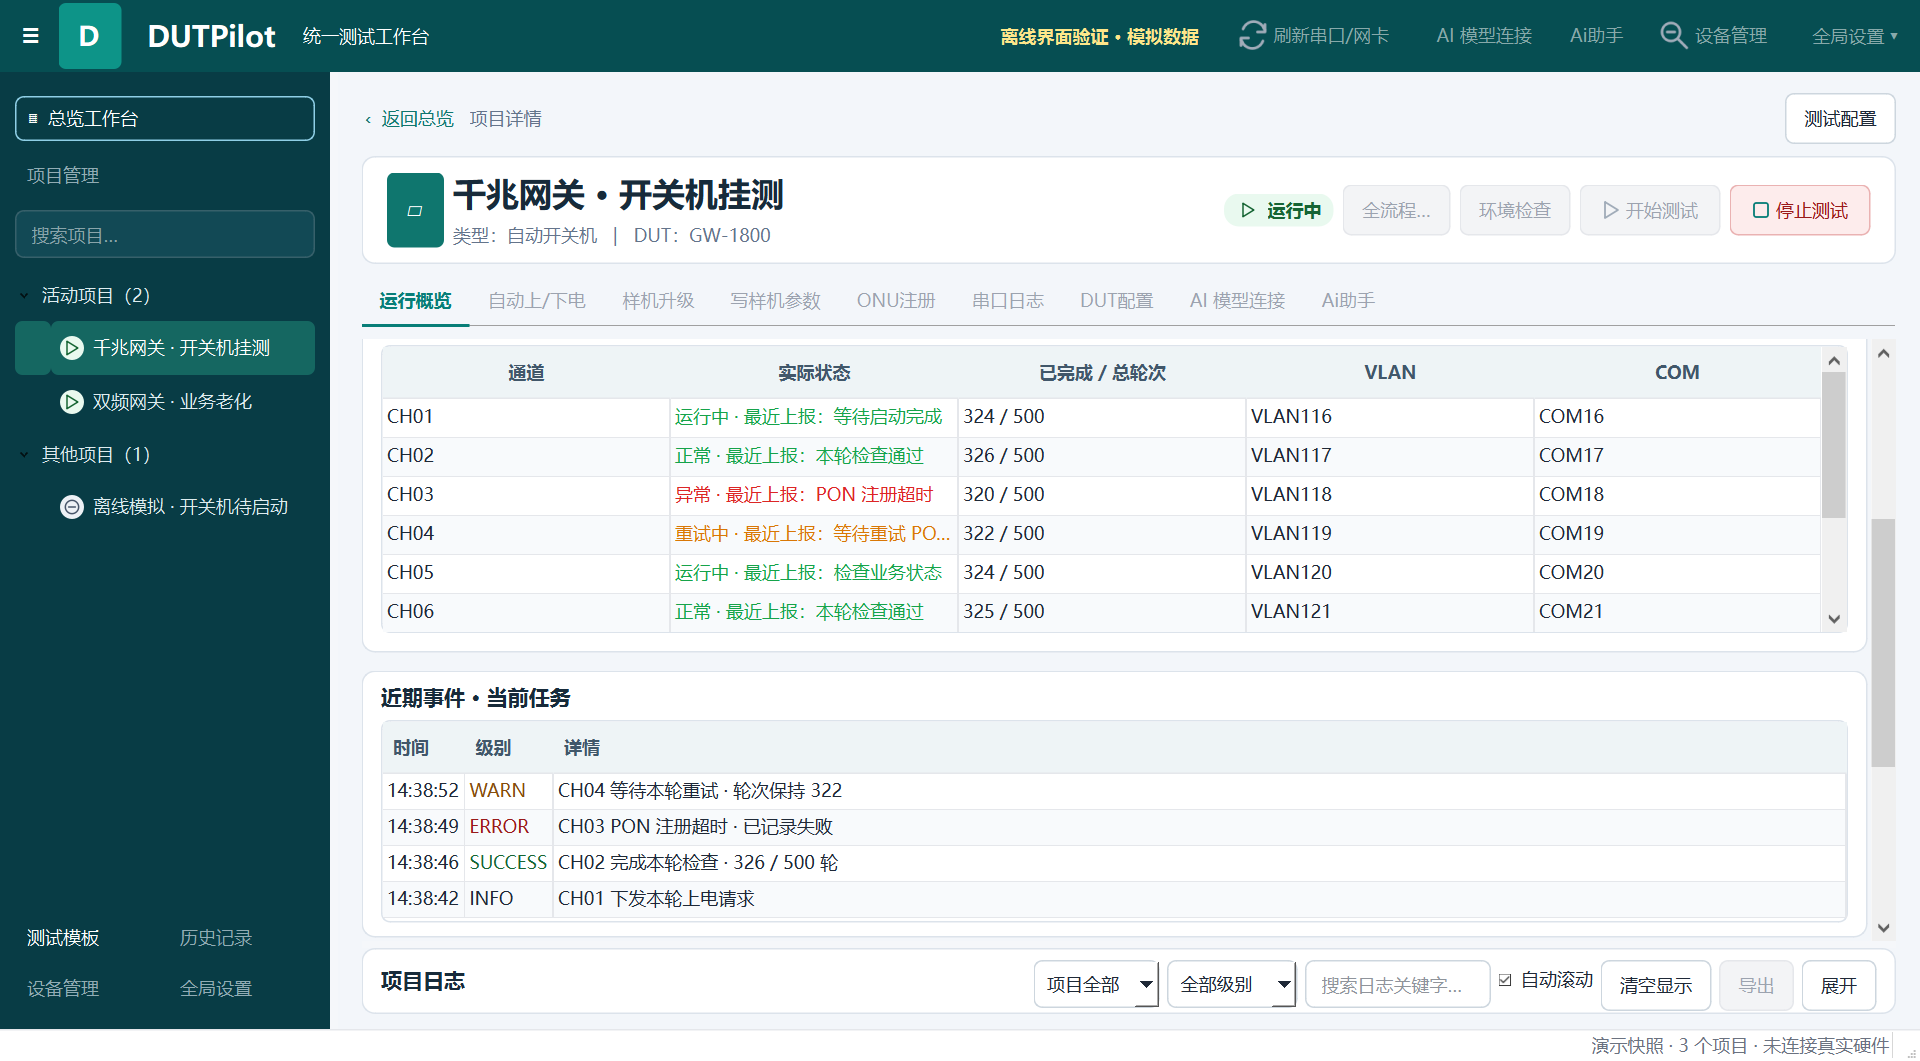 D DUTPilot 统一测试工作台 离线界面验证 • 模拟数据 刷新串口/网卡 AI 模型连接 Ai助手 设备管理 全局设置
总览工作台
项目管理
搜索项目...
活动项目（2）
千兆网关 · 开关机挂测
双频网关 · 业务老化
其他项目（1）
离线模拟 · 开关机待启动
测试模板 历史记录
设备管理 全局设置
‹ 返回总览 项目详情 测试配置
千兆网关 • 开关机挂测
类型：自动开关机 | DUT：GW-1800
运行中 全流程... 环境检查 开始测试 停止测试
运行概览 自动上/下电 样机升级 写样机参数 ONU注册 串口日志 DUT配置 AI 模型连接 Ai助手
通道 实际状态 已完成 / 总轮次 VLAN COM
CH01 运行中 · 最近上报：等待启动完成 324 / 500 VLAN116 COM16
CH02 正常 · 最近上报：本轮检查通过 326 / 500 VLAN117 COM17
CH03 异常 · 最近上报：PON 注册超时 320 / 500 VLAN118 COM18
CH04 重试中 · 最近上报：等待重试 PO... 322 / 500 VLAN119 COM19
CH05 运行中 · 最近上报：检查业务状态 324 / 500 VLAN120 COM20
CH06 正常 · 最近上报：本轮检查通过 325 / 500 VLAN121 COM21
近期事件 • 当前任务
时间 级别 详情
14:38:52 WARN CH04 等待本轮重试 · 轮次保持 322
14:38:49 ERROR CH03 PON 注册超时 · 已记录失败
14:38:46 SUCCESS CH02 完成本轮检查 · 326 / 500 轮
14:38:42 INFO CH01 下发本轮上电请求
项目日志 项目全部 全部级别 搜索日志关键字... 自动滚动 清空显示 导出 展开
演示快照 · 3 个项目 · 未连接真实硬件